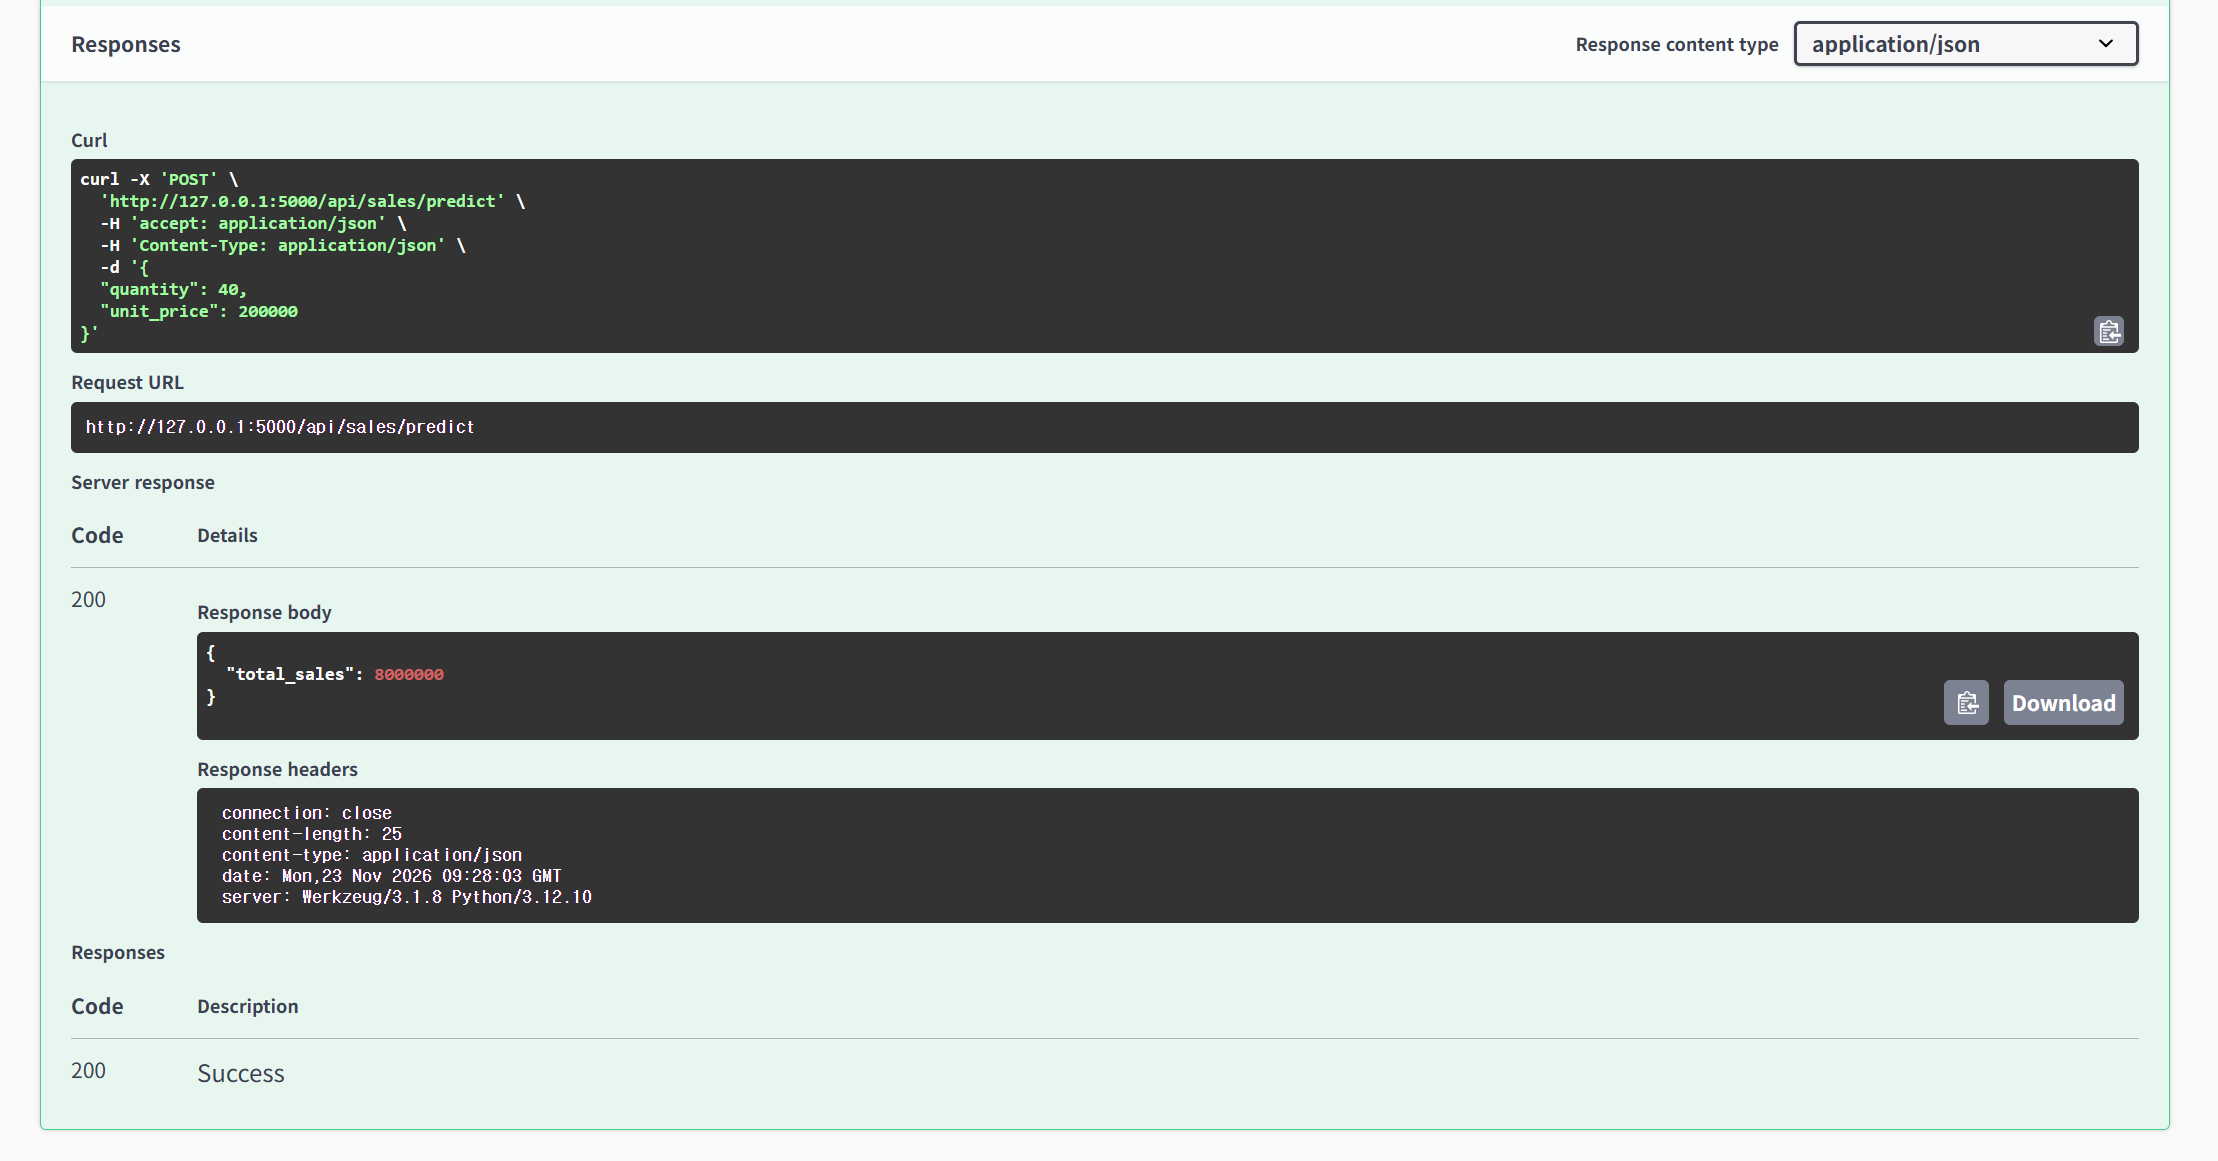 Responses
Response content type
application/json
Curl
curl -X 'POST' \
'http://127.0.0.1:5000/api/sales/predict' \
-H 'accept: application/json' \
-H 'Content-Type: application/json' \
-d '{
"quantity": 40,
"unit_price": 200000
}'
Request URL
http://127.0.0.1:5000/api/sales/predict
Server response
Code Details
200
Response body
{
"total_sales": 8000000
}
Download
Response headers
connection: close
content-length: 25
content-type: application/json
date: Mon,23 Nov 2026 09:28:03 GMT
server: Werkzeug/3.1.8 Python/3.12.10
Responses
Code Description
200 Success